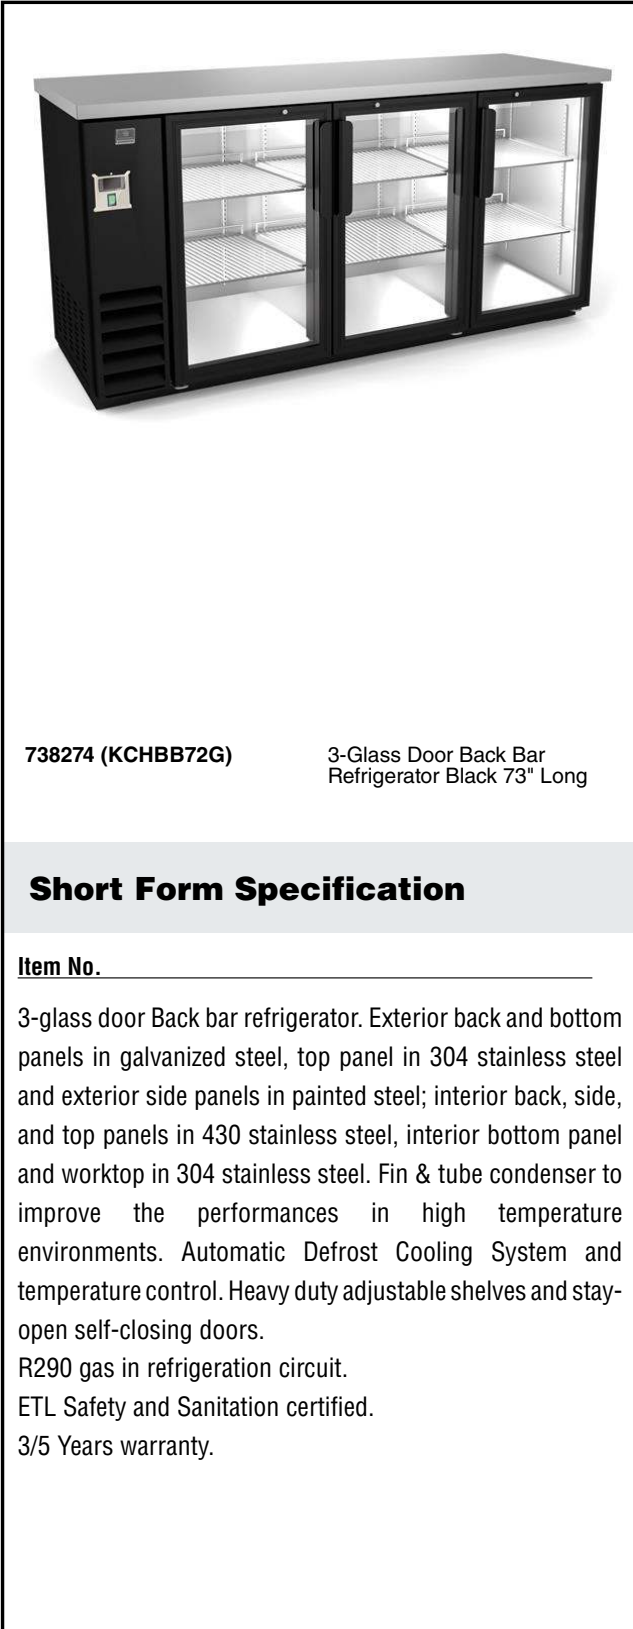 738274 (KCHBB72G)
3-Glass Door Back Bar
Refrigerator Black 73" Long
Short Form Specification
Item No.
3-glass door Back bar refrigerator. Exterior back and bottom
panels in galvanized steel, top panel in 304 stainless steel
and exterior side panels in painted steel; interior back, side,
and top panels in 430 stainless steel, interior bottom panel
and worktop in 304 stainless steel. Fin & tube condenser to
improve the performances in high temperature
environments. Automatic Defrost Cooling System and
temperature control. Heavy duty adjustable shelves and stay-
open self-closing doors.
R290 gas in refrigeration circuit.
ETL Safety and Sanitation certified.
3/5 Years warranty.